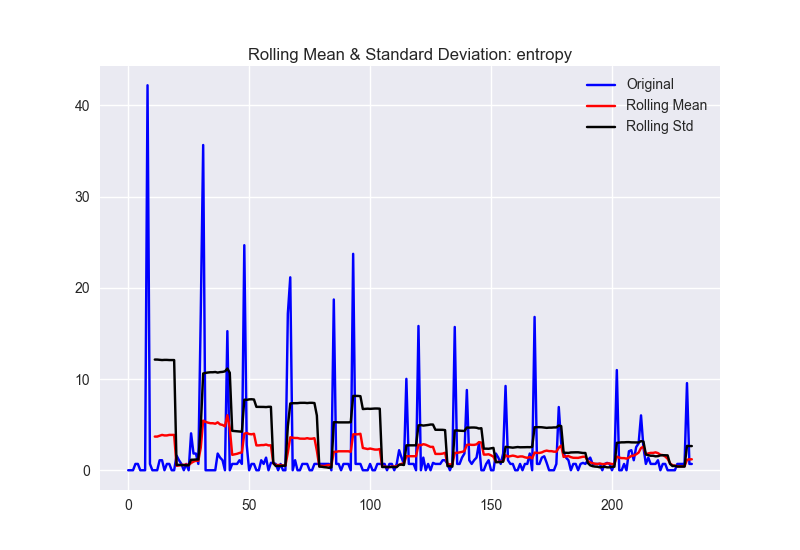 Rolling Mean & Standard Deviation: entropy
Original
Rolling Mean
Rolling Std
40
30
20
10
0
0 50 100 150 200